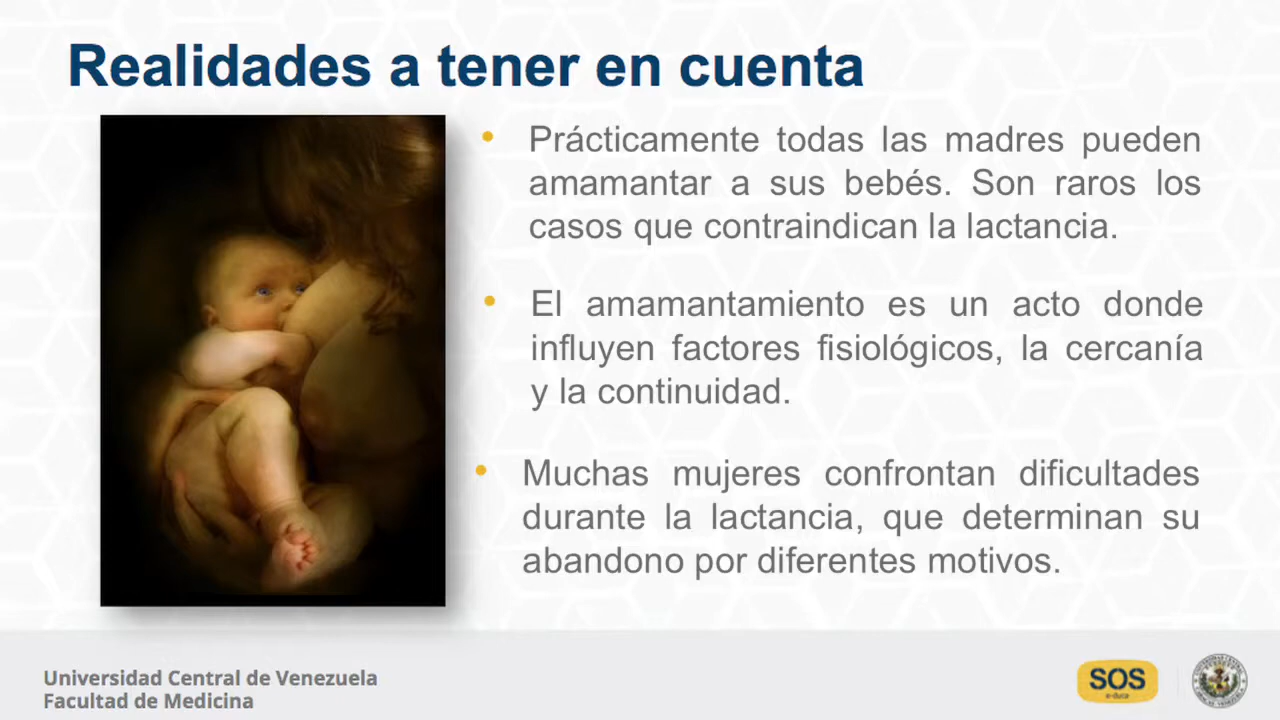 Realidades a tener en cuenta
• Prácticamente todas las madres pueden
amamantar a sus bebés. Son raros los
casos que contraindican la lactancia.
• El amamantamiento es un acto donde
influyen factores fisiológicos, la cercanía
y la continuidad.
• Muchas mujeres confrontan dificultades
durante la lactancia, que determinan su
abandono por diferentes motivos.
Universidad Central de Venezuela
Facultad de Medicina
SOS
e-duca